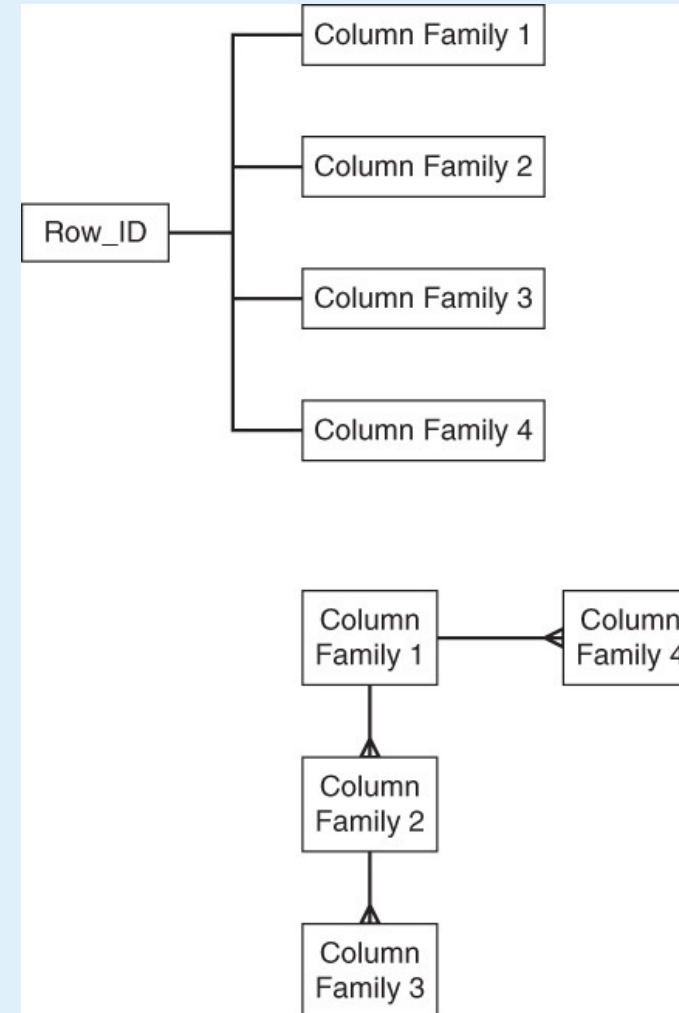 Column Family 1
Column Family 2
Row_ID
Column Family 3
Column Family 4
Column
Family 1
Column
Family 4
Column
Family 2
Column
Family 3